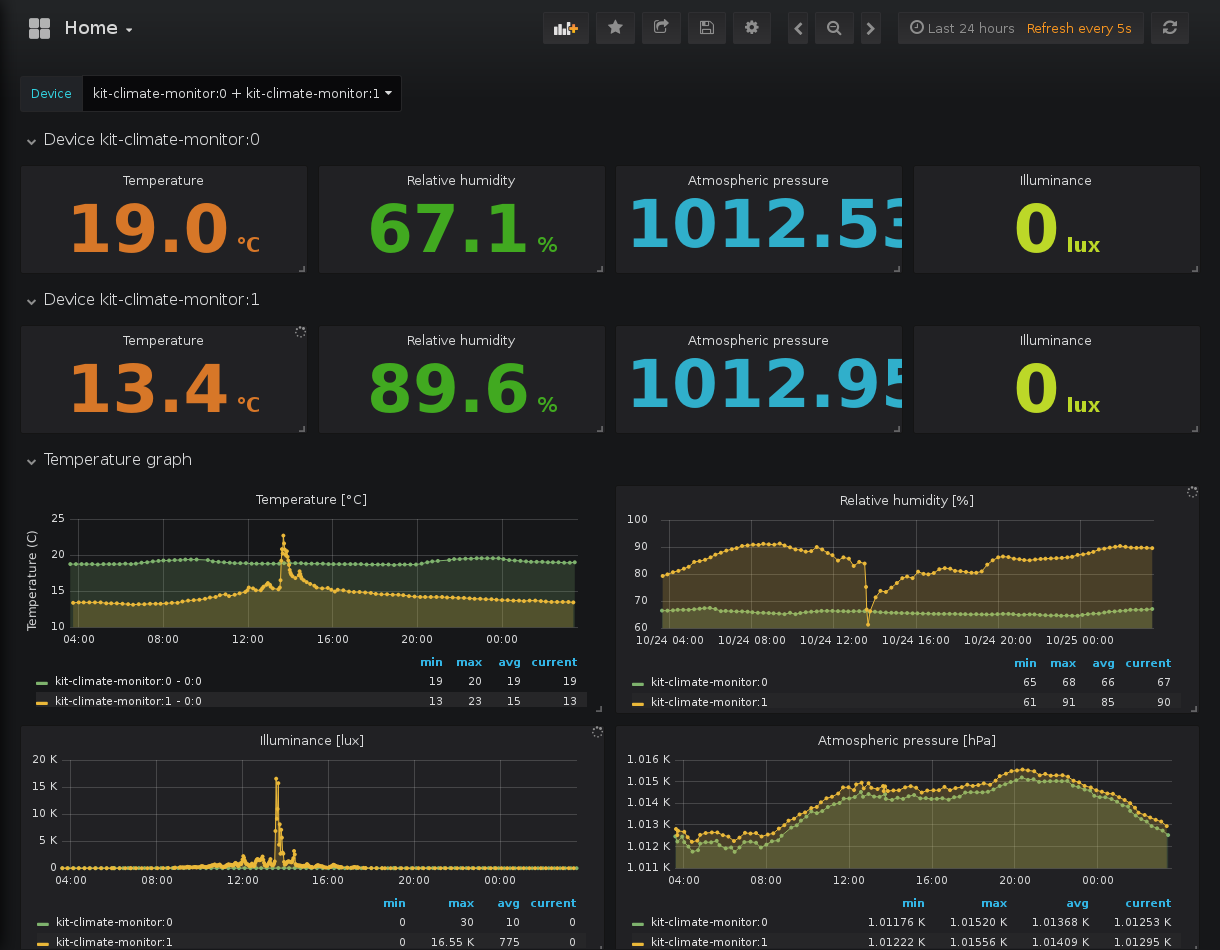 Home
Last 24 hours Refresh every 5s
Device kit-climate-monitor:0 + kit-climate-monitor:1
Device kit-climate-monitor:0
Temperature Relative humidity Atmospheric pressure Illuminance
19.0 °C 67.1 % 1012.53 0 lux
Device kit-climate-monitor:1
Temperature Relative humidity Atmospheric pressure Illuminance
13.4 °C 89.6 % 1012.95 0 lux
Temperature graph
Temperature [°C]
Temperature (C)
25
20
15
10
04:00 08:00 12:00 16:00 20:00 00:00
min max avg current
kit-climate-monitor:0 - 0:0 19 20 19 19
kit-climate-monitor:1 - 0:0 13 23 15 13
Relative humidity [%]
100
90
80
70
60
10/24 04:00 10/24 08:00 10/24 12:00 10/24 16:00 10/24 20:00 10/25 00:00
min max avg current
kit-climate-monitor:0 65 68 66 67
kit-climate-monitor:1 61 91 85 90
Illuminance [lux]
20 K
15 K
10 K
5 K
0
04:00 08:00 12:00 16:00 20:00 00:00
min max avg current
kit-climate-monitor:0 0 30 10 0
kit-climate-monitor:1 0 16.55 K 775 0
Atmospheric pressure [hPa]
1.016 K
1.015 K
1.014 K
1.013 K
1.012 K
1.011 K
04:00 08:00 12:00 16:00 20:00 00:00
min max avg current
kit-climate-monitor:0 1.01176 K 1.01520 K 1.01368 K 1.01253 K
kit-climate-monitor:1 1.01222 K 1.01556 K 1.01409 K 1.01295 K